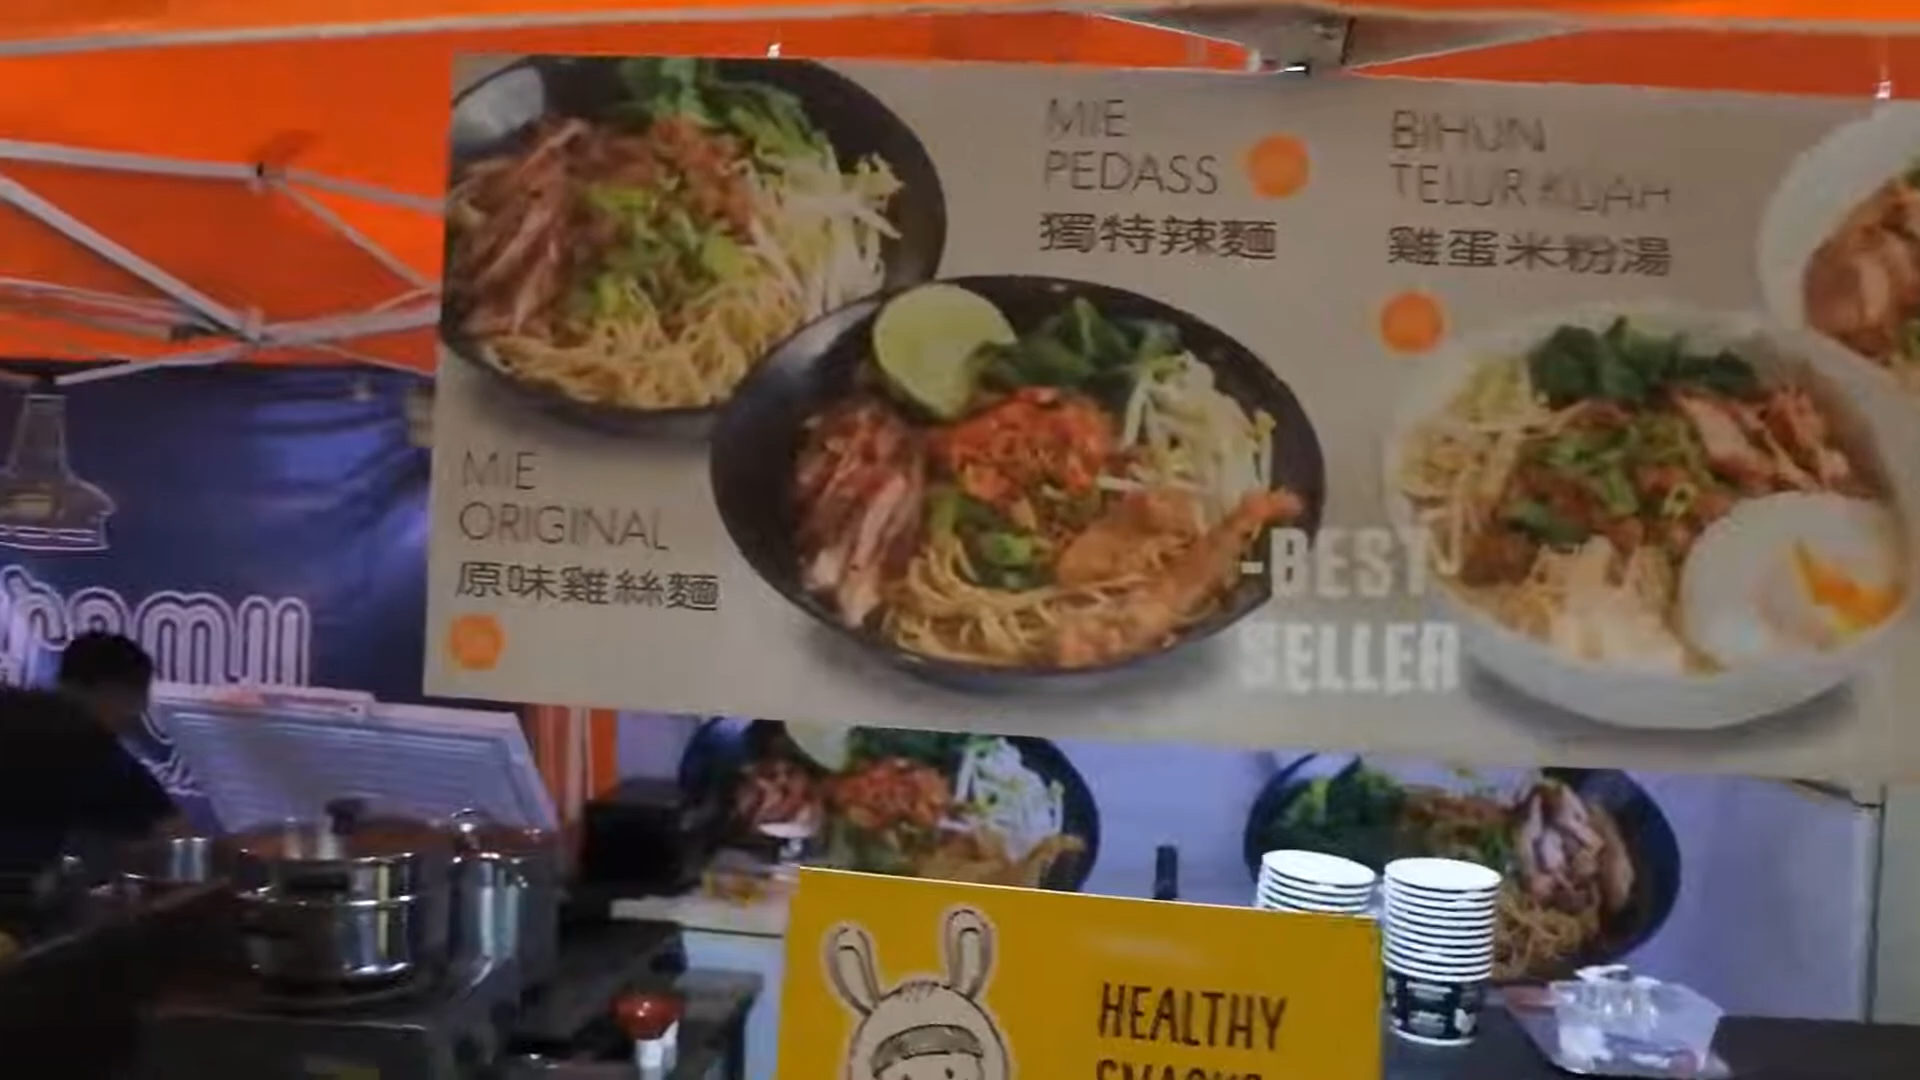 MIE
PEDASS
獨特辣麵
BIHUN
TELUR KUAH
雞蛋米粉湯
MIE
ORIGINAL
原味雞絲麵
-BEST
SELLER
HEALTHY
SNACKS